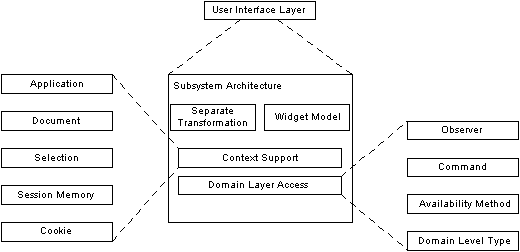 User Interface Layer
Subsystem Architecture
Separate
Transformation
Widget Model
Context Support
Domain Layer Access
Application
Document
Selection
Session Memory
Cookie
Observer
Command
Availability Method
Domain Level Type